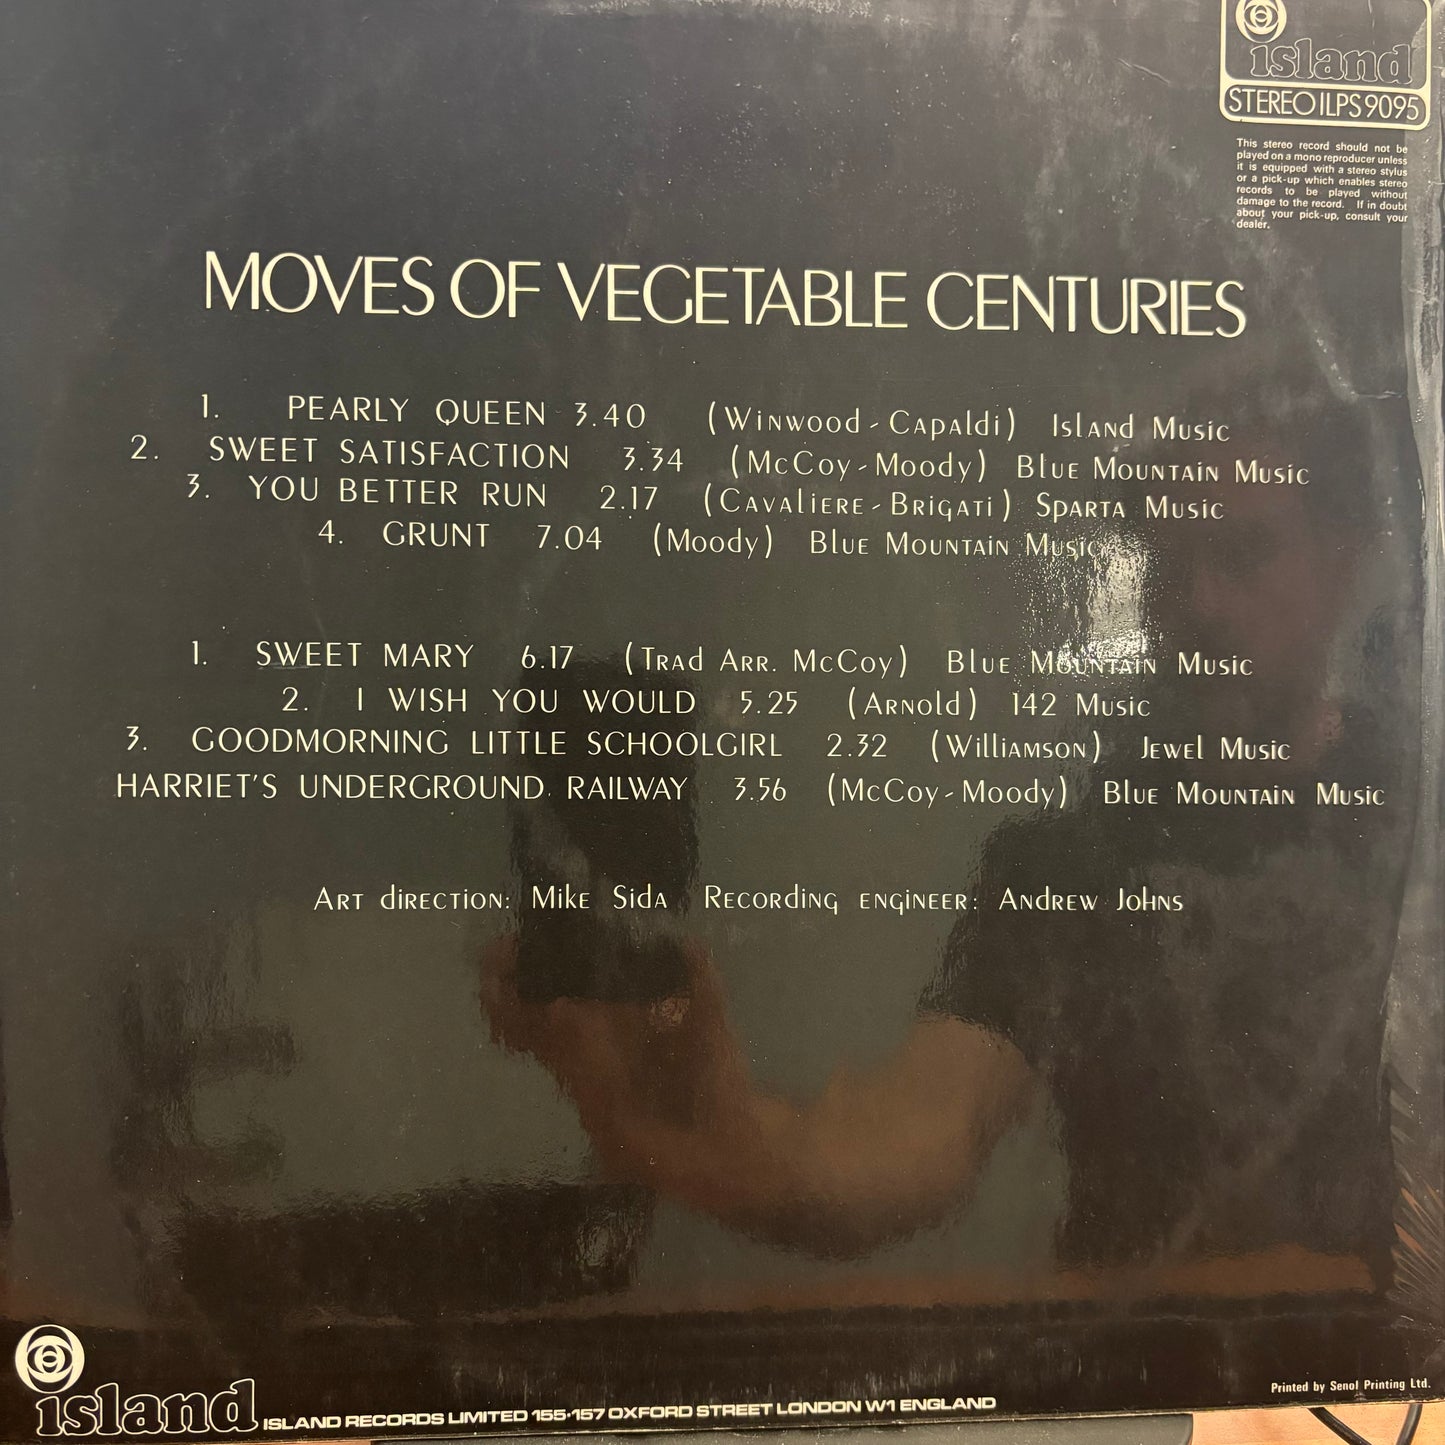 island
STEREO ILPS 9095
This stereo record should not be
played on a mono reproducer unless
it is equipped with a stereo stylus
or a pick-up which enables stereo
records to be played without
damage to the record. If in doubt
about your pick-up, consult your
dealer.
MOVES OF VEGETABLE CENTURIES
1. PEARLY QUEEN 3.40 (Winwood-Capaldi) Island Music
2. SWEET SATISFACTION 3.34 (McCoy-Moody) Blue Mountain Music
3. YOU BETTER RUN 2.17 (Cavaliere-Brigati) Sparta Music
4. GRUNT 7.04 (Moody) Blue Mountain Music
1. SWEET MARY 6.17 (Trad Arr. McCoy) Blue Mountain Music
2. I WISH YOU WOULD 5.25 (Arnold) 142 Music
3. GOODMORNING LITTLE SCHOOLGIRL 2.32 (Williamson) Jewel Music
HARRIET'S UNDERGROUND RAILWAY 3.56 (McCoy-Moody) Blue Mountain Music
Art direction: Mike Sida Recording engineer: Andrew Johns
Printed by Senol Printing Ltd.
island ISLAND RECORDS LIMITED 155-157 OXFORD STREET LONDON W1 ENGLAND